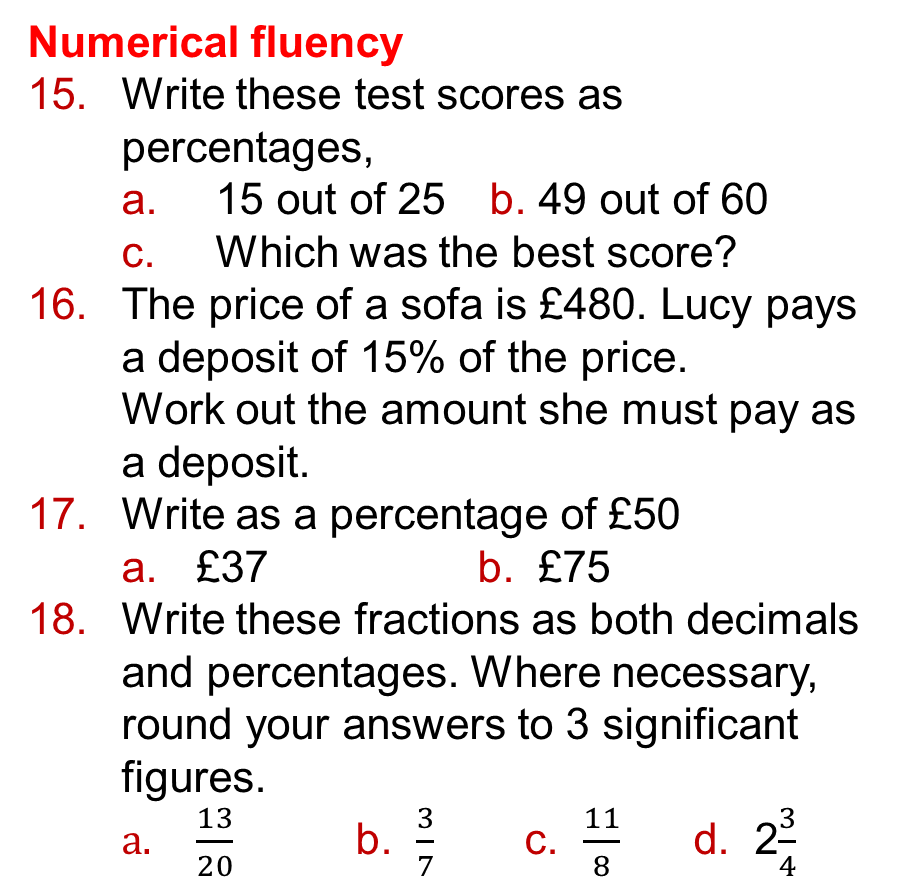 Numerical fluency
15. Write these test scores as
percentages,
a. 15 out of 25 b. 49 out of 60
c. Which was the best score?
16. The price of a sofa is £480. Lucy pays
a deposit of 15% of the price.
Work out the amount she must pay as
a deposit.
17. Write as a percentage of £50
a. £37 b. £75
18. Write these fractions as both decimals
and percentages. Where necessary,
round your answers to 3 significant
figures.
a. 13/20 b. 3/7 c. 11/8 d. 2 3/4